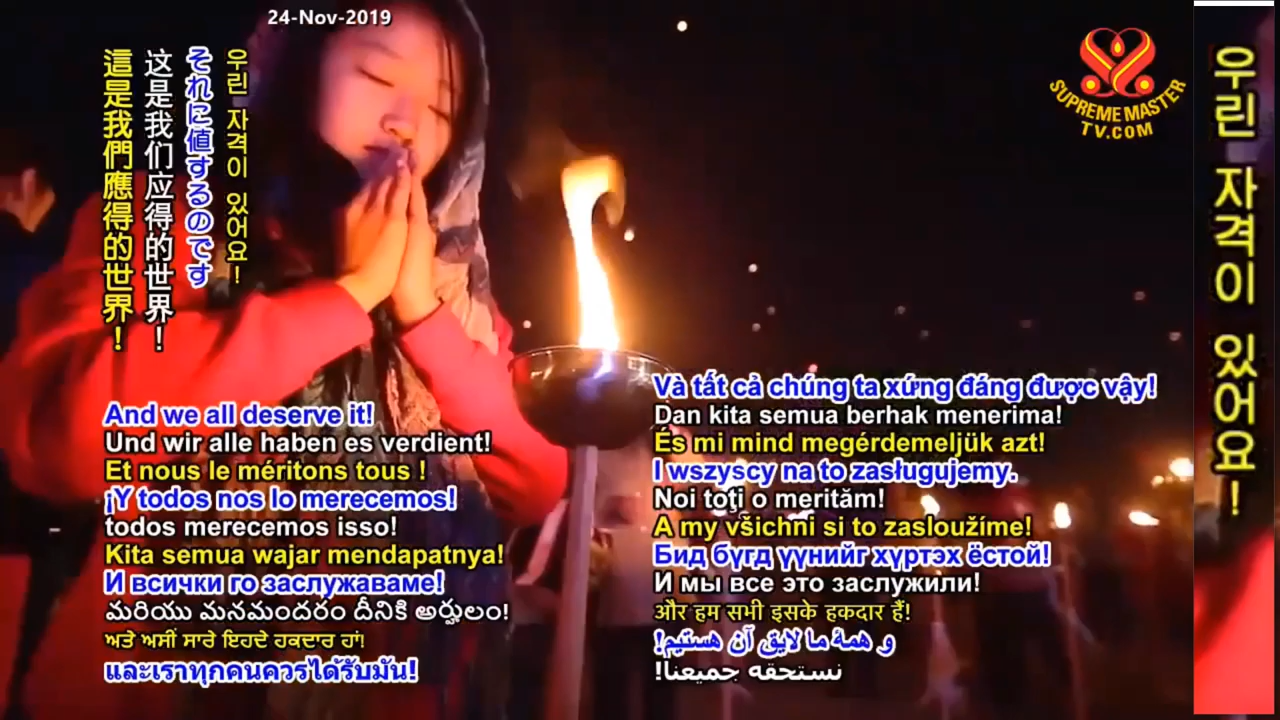 24-Nov-2019
SUPREME MASTER
TV.COM
우린 자격이 있어요!
それに値するのです
这是我们应得的世界！
這是我們應得的世界！
And we all deserve it!
Und wir alle haben es verdient!
Et nous le méritons tous !
¡Y todos nos lo merecemos!
todos merecemos isso!
Kita semua wajar mendapatnya!
И всички го заслужаваме!
మరియు మనమందరం దీనికి అర్హులం!
ਅਤੇ ਅਸੀਂ ਸਾਰੇ ਇਹਦੇ ਹਕਦਾਰ ਹਾਂ!
และเราทุกคนควรได้รับมัน!
Và tất cả chúng ta xứng đáng được vậy!
Dan kita semua berhak menerima!
És mi mind megérdemeljük azt!
I wszyscy na to zasługujemy.
Noi toţi o merităm!
A my všichni si to zasloužíme!
Бид бүгд үүнийг хүртэх ёстой!
И мы все это заслужили!
और हम सभी इसके हकदार हैं!
و همهٔ ما لایق آن هستیم!
نستحقه جميعنا!
우린 자격이 있어요!